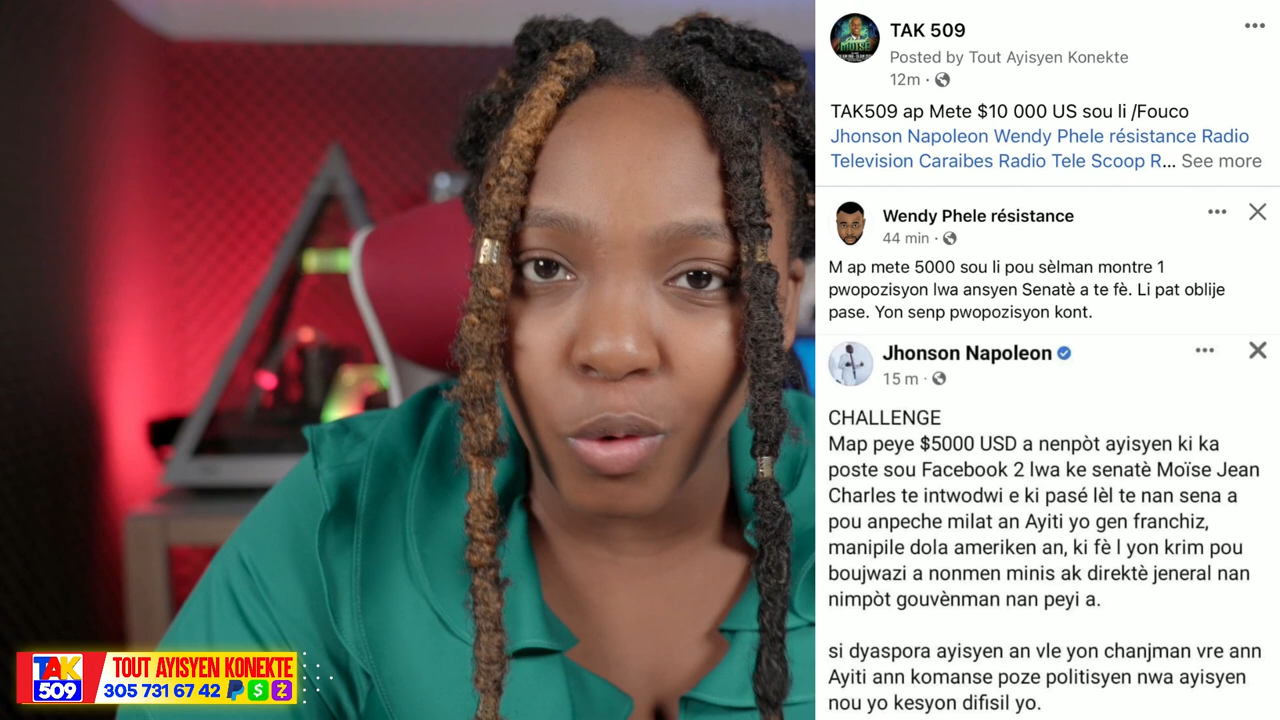 TAK 509
Posted by Tout Ayisyen Konekte
12m
TAK509 ap Mete $10 000 US sou li /Fouco
Jhonson Napoleon Wendy Phele résistance Radio
Television Caraibes Radio Tele Scoop R... See more
Wendy Phele résistance
44 min
M ap mete 5000 sou li pou sèlman montre 1
pwopozisyon lwa ansyen Senatè a te fè. Li pat oblije
pase. Yon senp pwopozisyon kont.
Jhonson Napoleon
15 m
CHALLENGE
Map peye $5000 USD a nenpòt ayisyen ki ka
poste sou Facebook 2 lwa ke senatè Moïse Jean
Charles te intwodwi e ki pasé lèl te nan sena a
pou anpeche milat an Ayiti yo gen franchiz,
manipile dola ameriken an, ki fè l yon krim pou
boujwazi a nonmen minis ak direktè jeneral nan
nimpòt gouvènman nan peyi a.
si dyaspora ayisyen an vle yon chanjman vre ann
Ayiti ann komanse poze politisyen nwa ayisyen
nou yo kesyon difisil yo.
TAK
509
TOUT AYISYEN KONEKTE
305 731 67 42